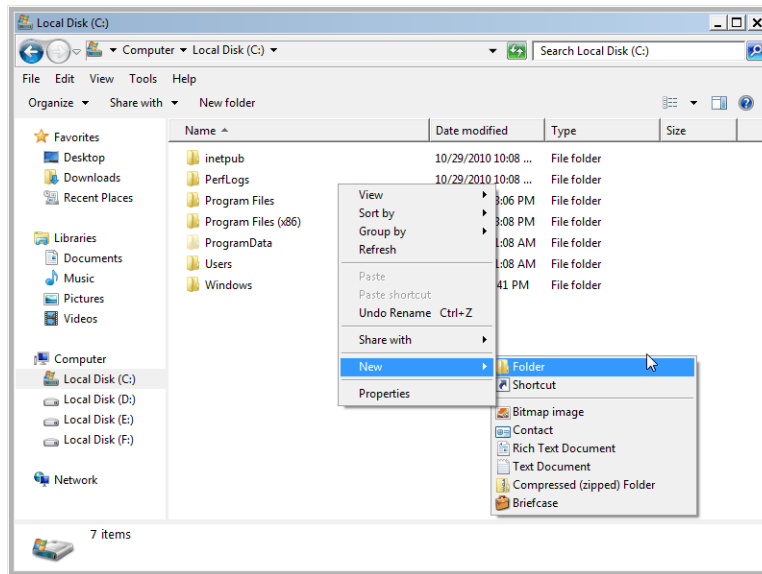 Local Disk (C:)
Computer Local Disk (C:) Search Local Disk (C:)
File Edit View Tools Help
Organize Share with New folder
Favorites
Desktop
Downloads
Recent Places
Libraries
Documents
Music
Pictures
Videos
Computer
Local Disk (C:)
Local Disk (D:)
Local Disk (E:)
Local Disk (F:)
Network
Name Date modified Type Size
inetpub 10/29/2010 10:08 ... File folder
PerfLogs 10/29/2010 10:08 ... File folder
Program Files 3:06 PM File folder
Program Files (x86) 3:08 PM File folder
ProgramData :08 AM File folder
Users :08 AM File folder
Windows 41 PM File folder
View
Sort by
Group by
Refresh
Paste
Paste shortcut
Undo Rename Ctrl+Z
Share with
New
Properties
Folder
Shortcut
Bitmap image
Contact
Rich Text Document
Text Document
Compressed (zipped) Folder
Briefcase
7 items